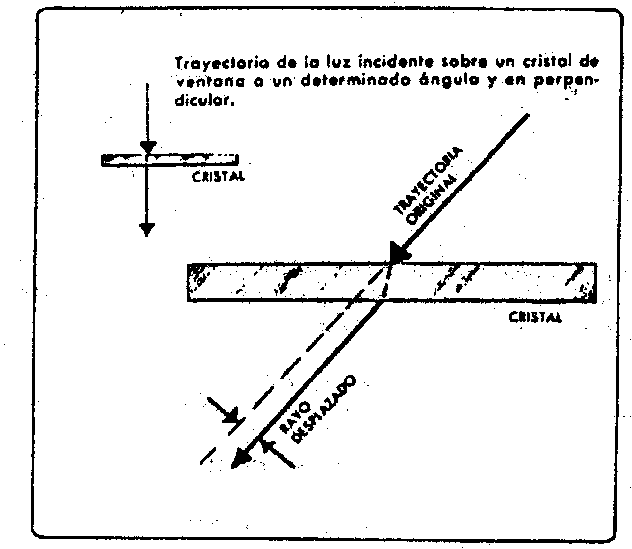 Trayectoria de la luz incidente sobre un cristal de
ventana a un determinado ángulo y en perpen-
dicular.
CRISTAL
TRAYECTORIA
ORIGINAL
CRISTAL
RAYO
DESPLAZADO